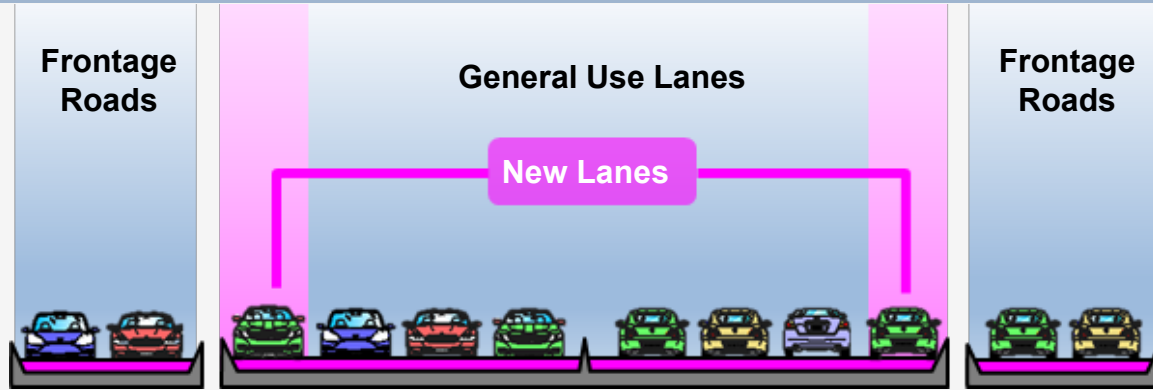 Frontage
Roads
General Use Lanes
New Lanes
Frontage
Roads